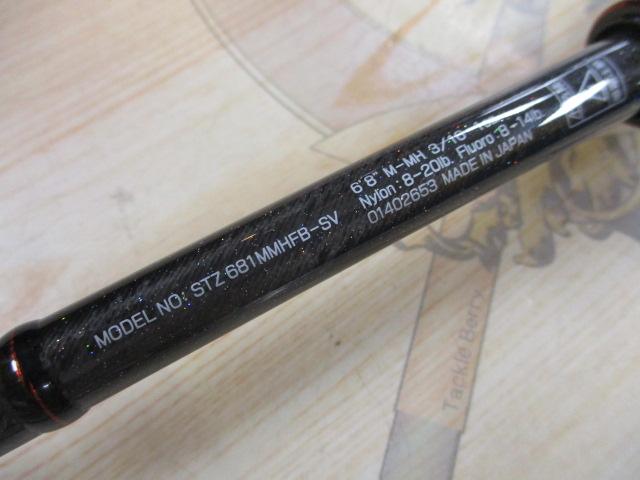 MODEL NO: STZ 681MMHFB-SV
6'8" M-MH 3/16
Nylon:8-20lb. Fluoro:8-14lb.
01402653 MADE IN JAPAN
Tackle Berry